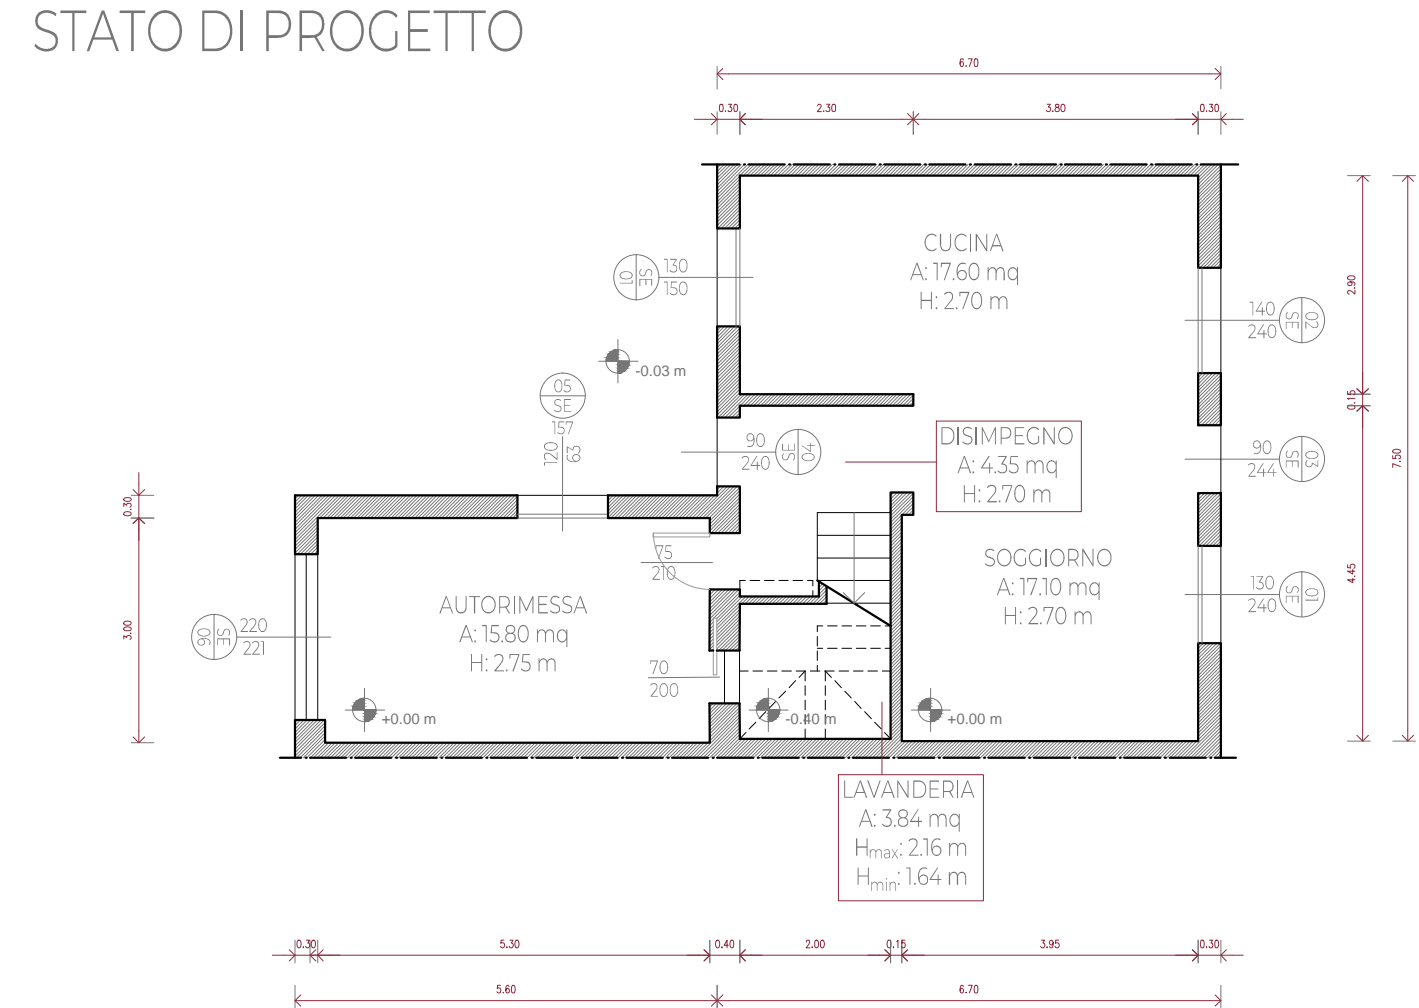 STATO DI PROGETTO
6.70
0.30
2.30
3.80
0.30
CUCINA
A: 17.60 mq
H: 2.70 m
SE
01
130
150
140
240
02
SE
2.90
0.15
4.45
7.50
-0.03 m
05
SE
157
120
63
90
240
SE
04
DISIMPEGNO
A: 4.35 mq
H: 2.70 m
90
244
03
SE
0.30
3.00
75
210
SOGGIORNO
A: 17.10 mq
H: 2.70 m
130
240
01
SE
AUTORIMESSA
A: 15.80 mq
H: 2.75 m
SE
06
220
221
70
200
+0.00 m
-0.40 m
+0.00 m
LAVANDERIA
A: 3.84 mq
Hmax: 2.16 m
Hmin: 1.64 m
0.30
5.30
0.40
2.00
0.15
3.95
0.30
5.60
6.70